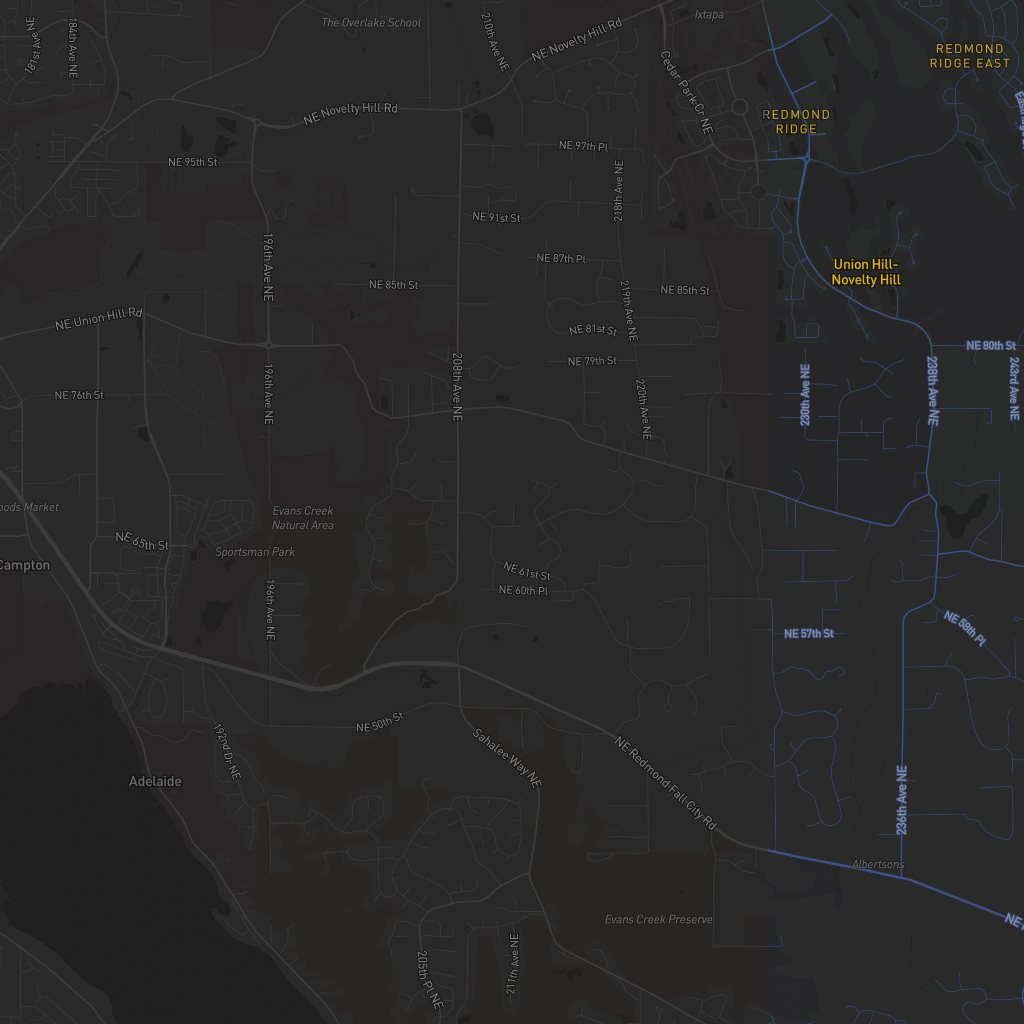 181st Ave NE
184th Ave NE
The Overlake School
210th Ave NE
NE Novelty Hill Rd
Ixtapa
REDMOND
RIDGE EAST
Cedar Park Cr NE
NE Novelty Hill Rd
REDMOND
RIDGE
NE 95th St
NE 97th Pl
218th Ave NE
NE 91st St
196th Ave NE
NE 87th Pl
Union Hill-
Novelty Hill
NE 85th St
NE 85th St
219th Ave NE
NE Union Hill Rd
NE 81st St
NE 80th St
NE 79th St
196th Ave NE
208th Ave NE
220th Ave NE
230th Ave NE
238th Ave NE
243rd Ave NE
NE 76th St
oods Market
Evans Creek
Natural Area
NE 65th St
Sportsman Park
Campton
NE 61st St
NE 60th Pl
196th Ave NE
NE 57th St
NE 58th Pl
NE 50th St
192nd Dr NE
Sahalee Way NE
NE Redmond Fall City Rd
Adelaide
236th Ave NE
Albertsons
Evans Creek Preserve
NE
205th Pl NE
211th Ave NE